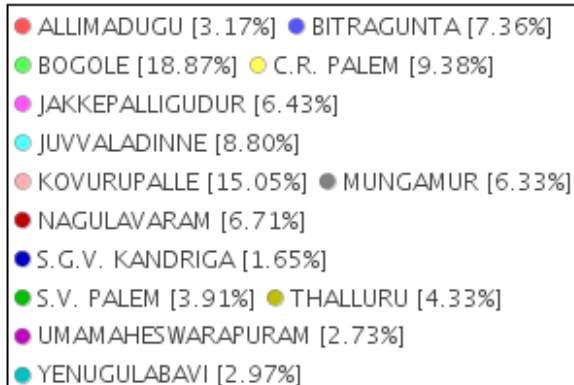 ALLIMADUGU [3.17%] BITRAGUNTA [7.36%]
BOGOLE [18.87%] C.R. PALEM [9.38%]
JAKKEPALLIGUDUR [6.43%]
JUVVALADINNE [8.80%]
KOVURUPALLE [15.05%] MUNGAMUR [6.33%]
NAGULAVARAM [6.71%]
S.G.V. KANDRIGA [1.65%]
S.V. PALEM [3.91%] THALLURU [4.33%]
UMAMAHESWARAPURAM [2.73%]
YENUGULABAVI [2.97%]